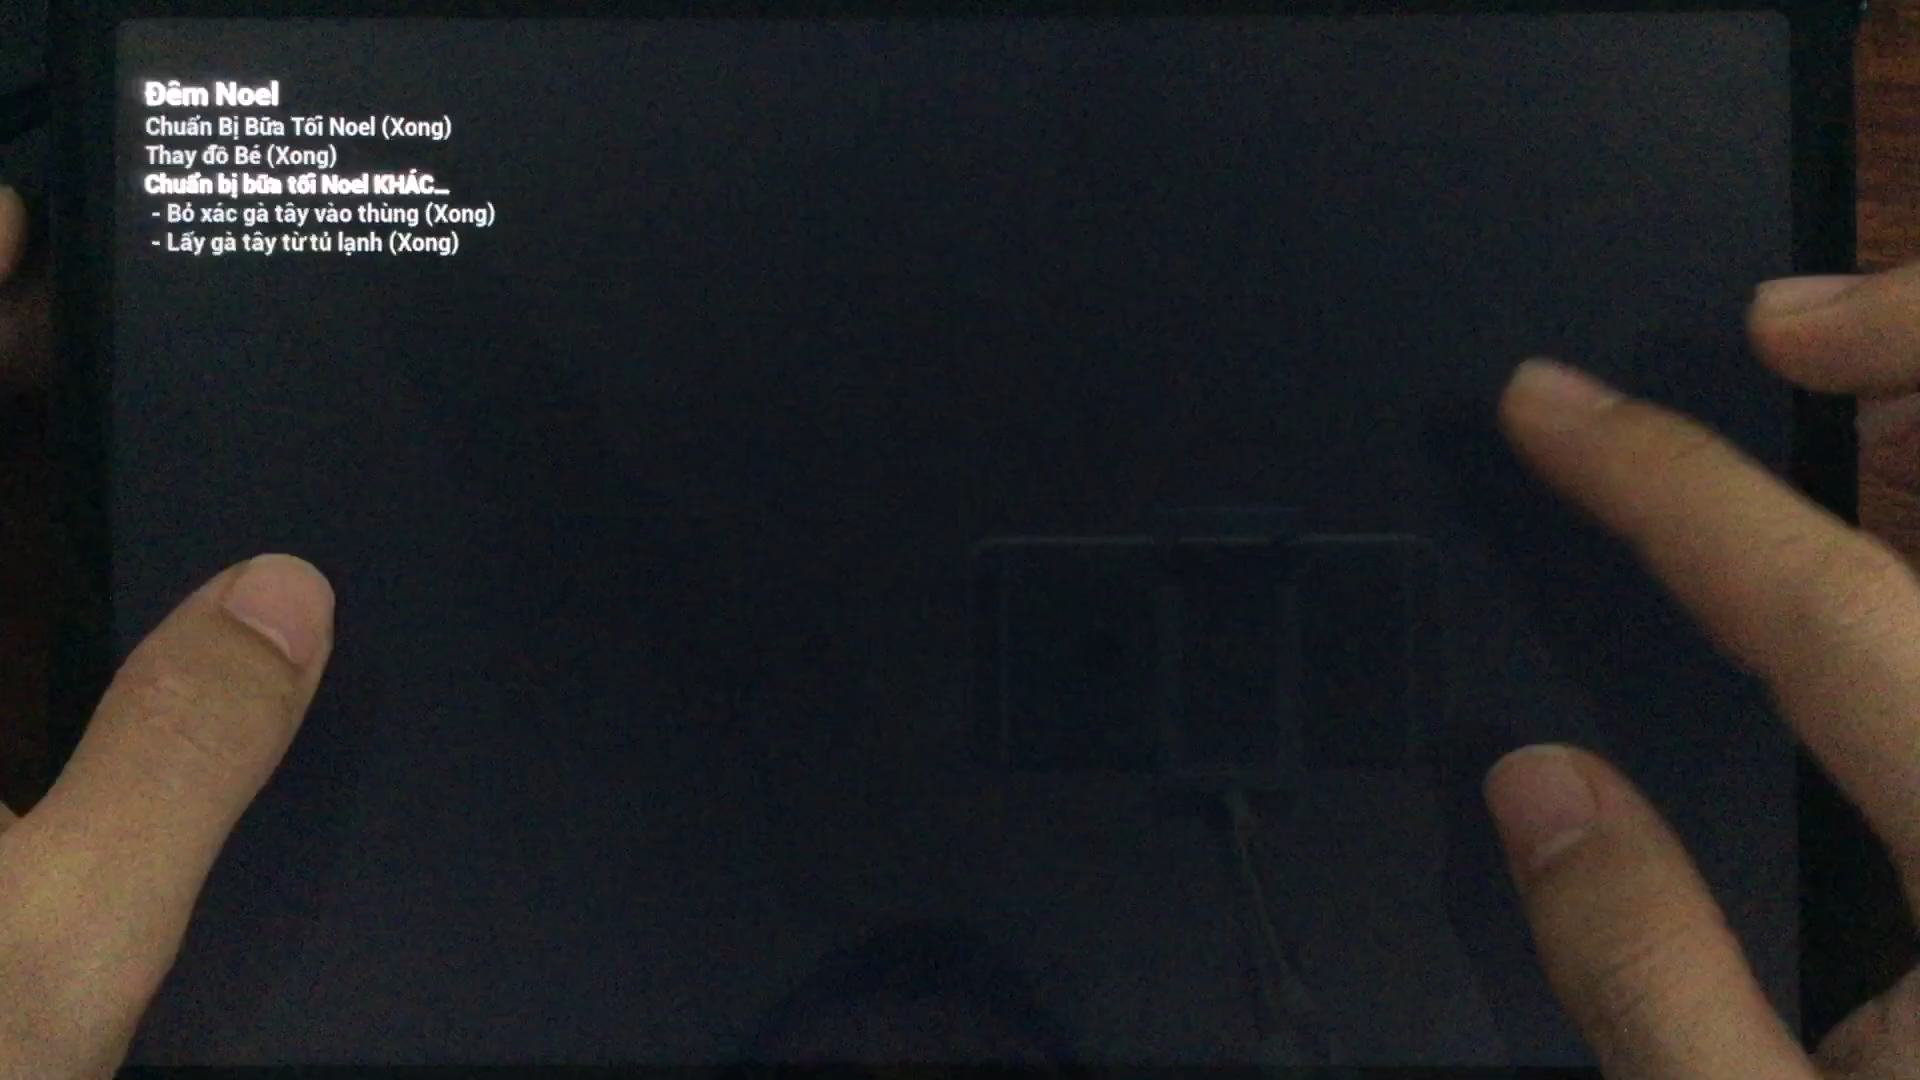 Đêm Noel
Chuẩn Bị Bữa Tối Noel (Xong)
Thay đồ Bé (Xong)
Chuẩn bị bữa tối Noel KHÁC...
- Bỏ xác gà tây vào thùng (Xong)
- Lấy gà tây từ tủ lạnh (Xong)